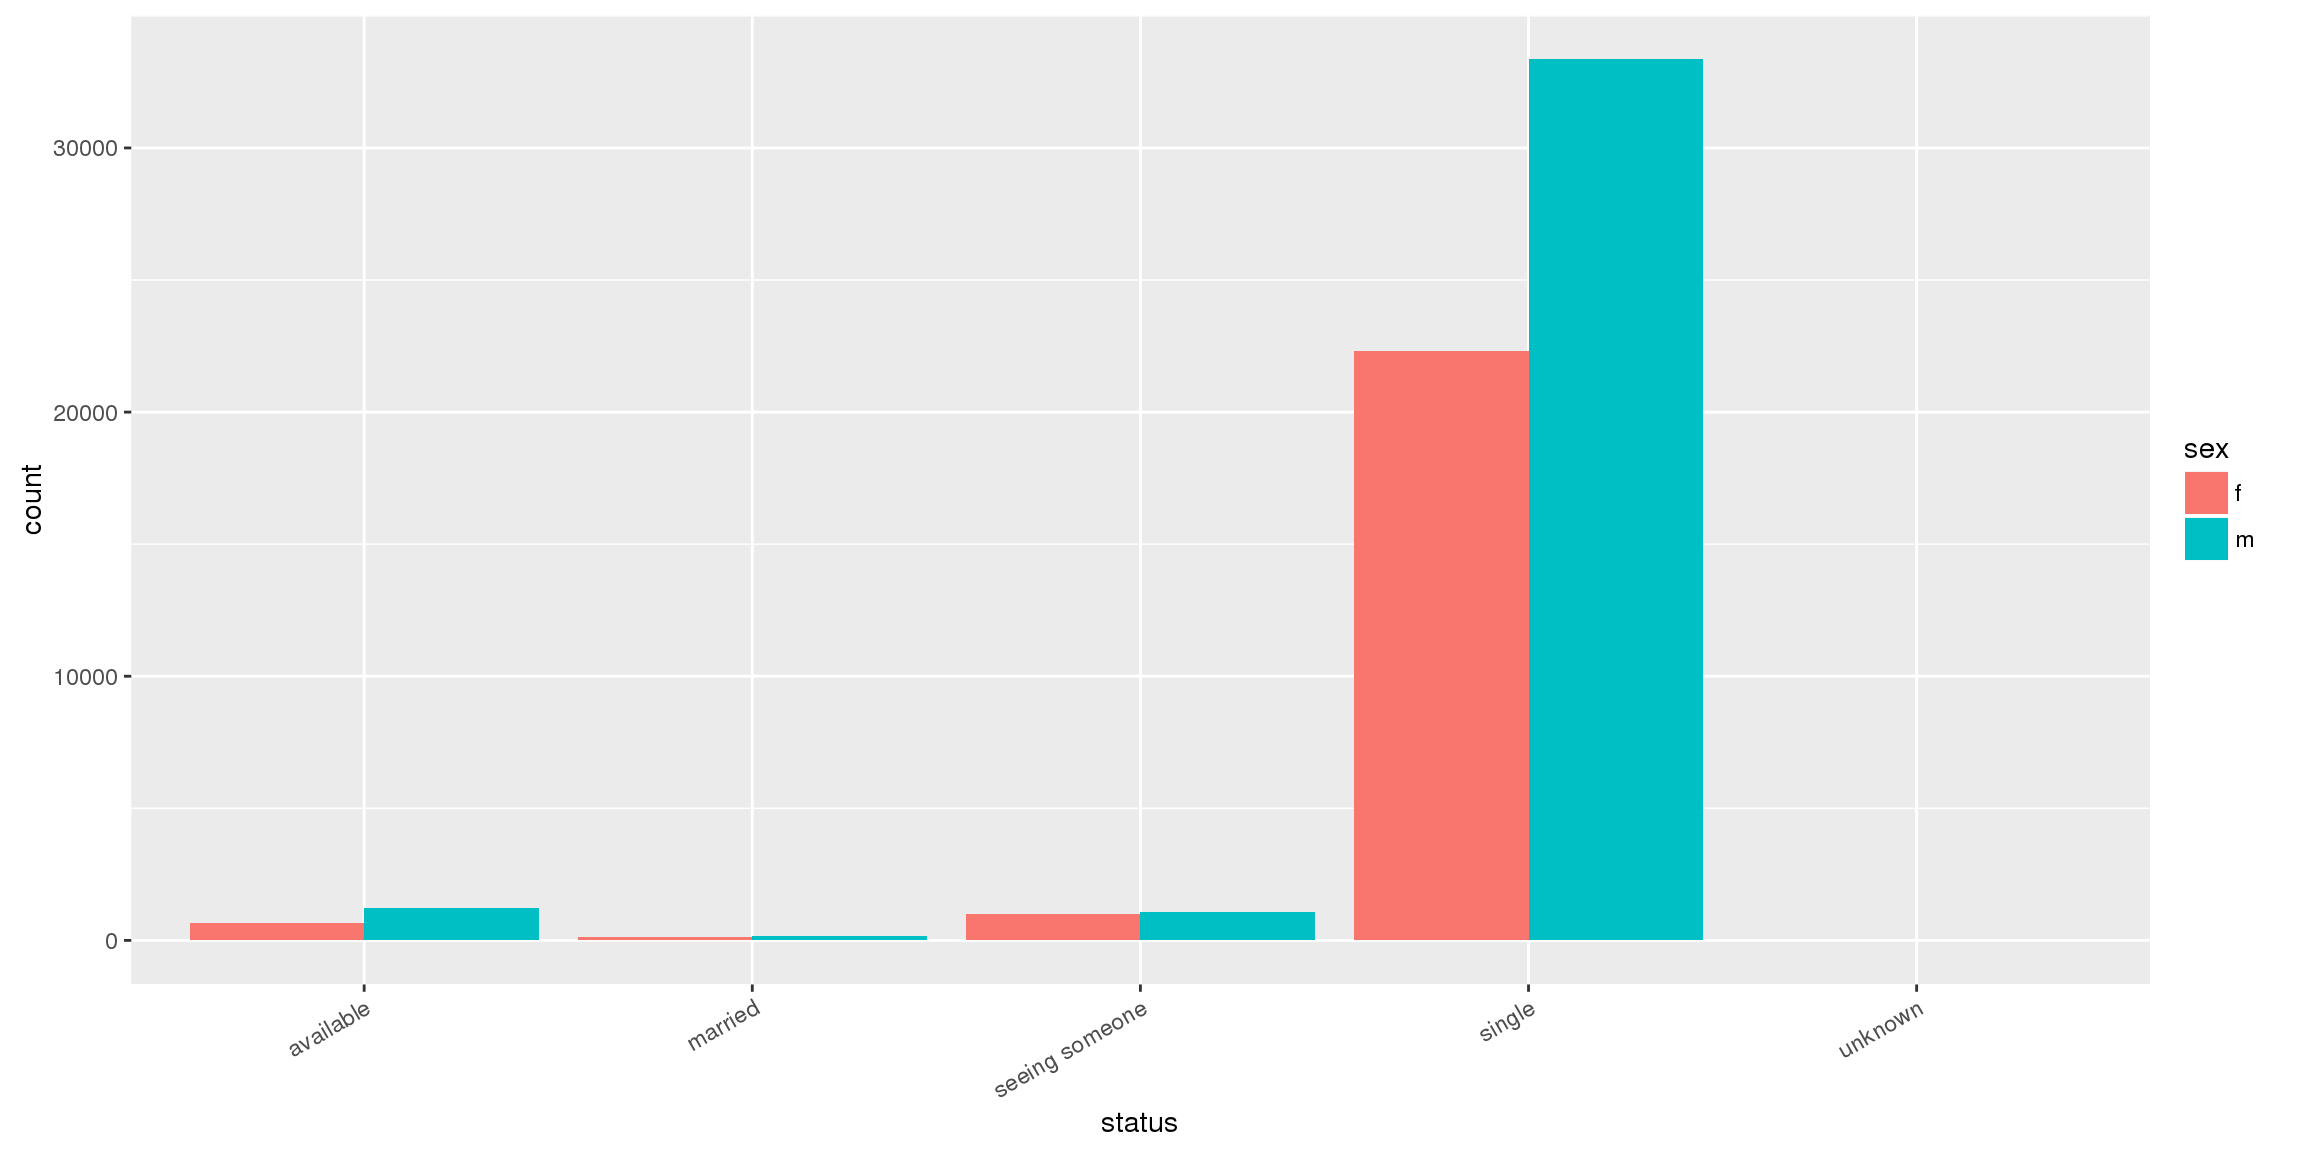 30000
20000
10000
0
count
available
married
seeing someone
single
unknown
status
sex
f
m